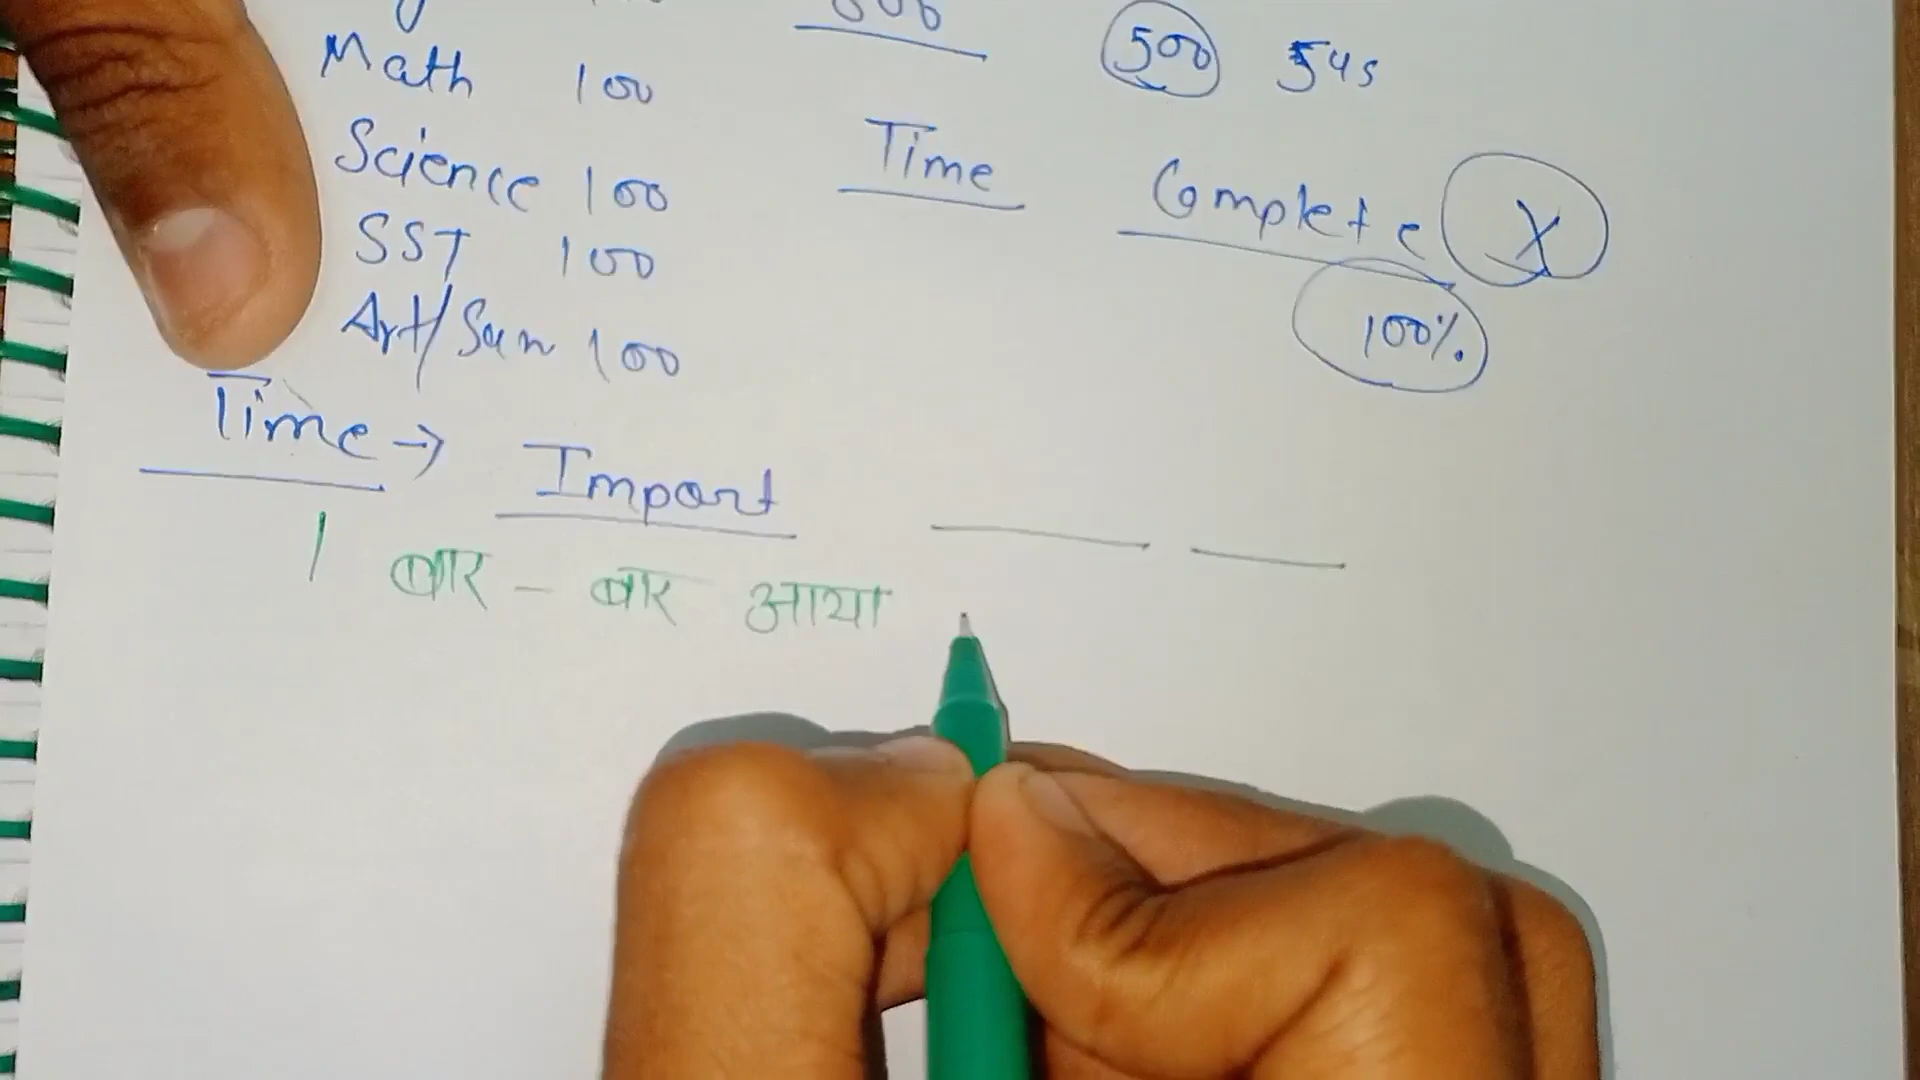 500 545
Math 100
Time Complete X
Science 100
SST 100
100%
Art/San 100
Time → Import
1 बार - बार आया